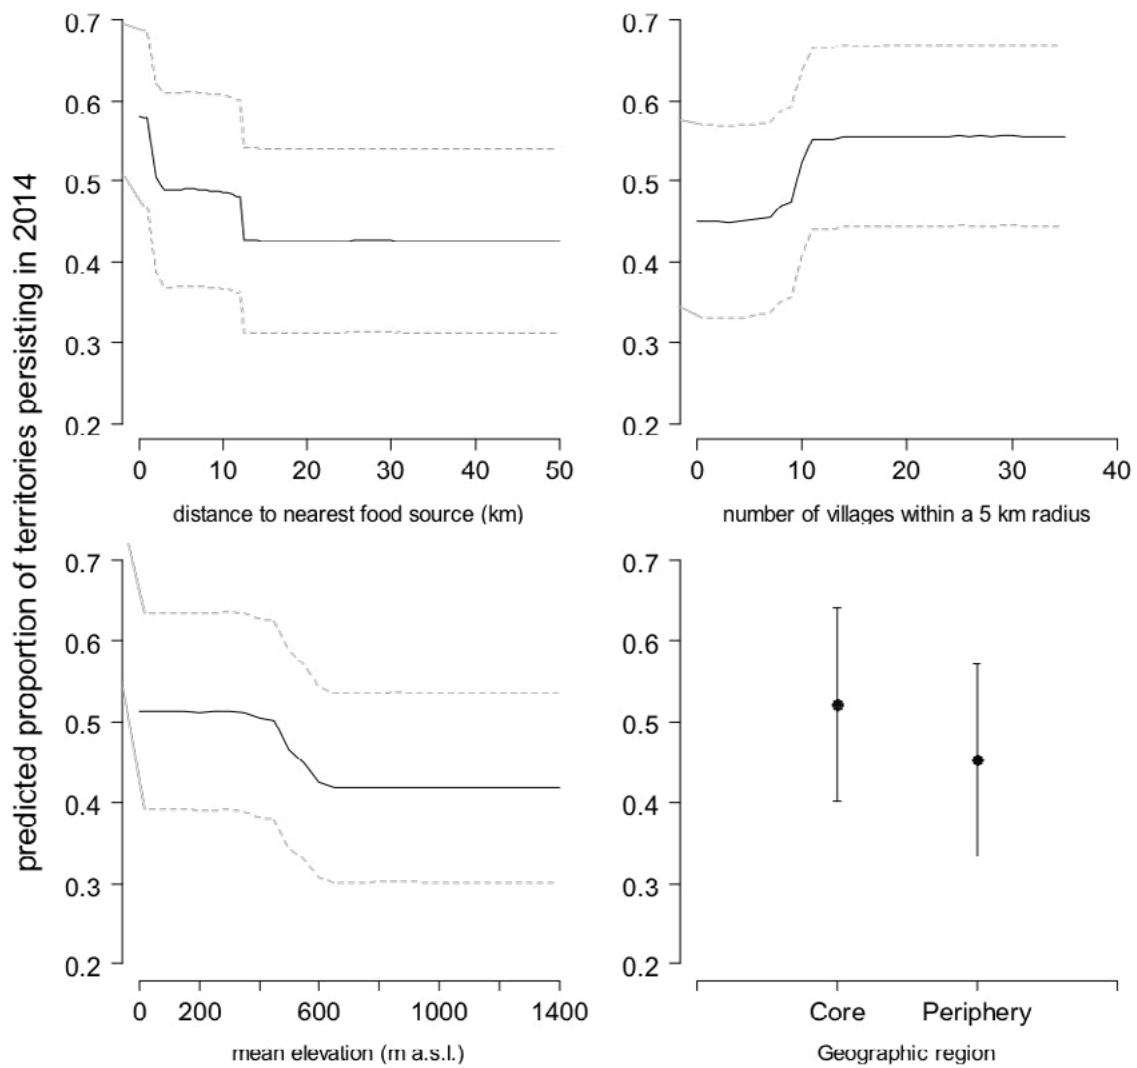 predicted proportion of territories persisting in 2014
0.7
0.6
0.5
0.4
0.3
0.2
0 10 20 30 40 50
distance to nearest food source (km)
0.7
0.6
0.5
0.4
0.3
0.2
0 10 20 30 40
number of villages within a 5 km radius
0.7
0.6
0.5
0.4
0.3
0.2
0 200 600 1000 1400
mean elevation (m a.s.l.)
0.7
0.6
0.5
0.4
0.3
0.2
Core Periphery
Geographic region